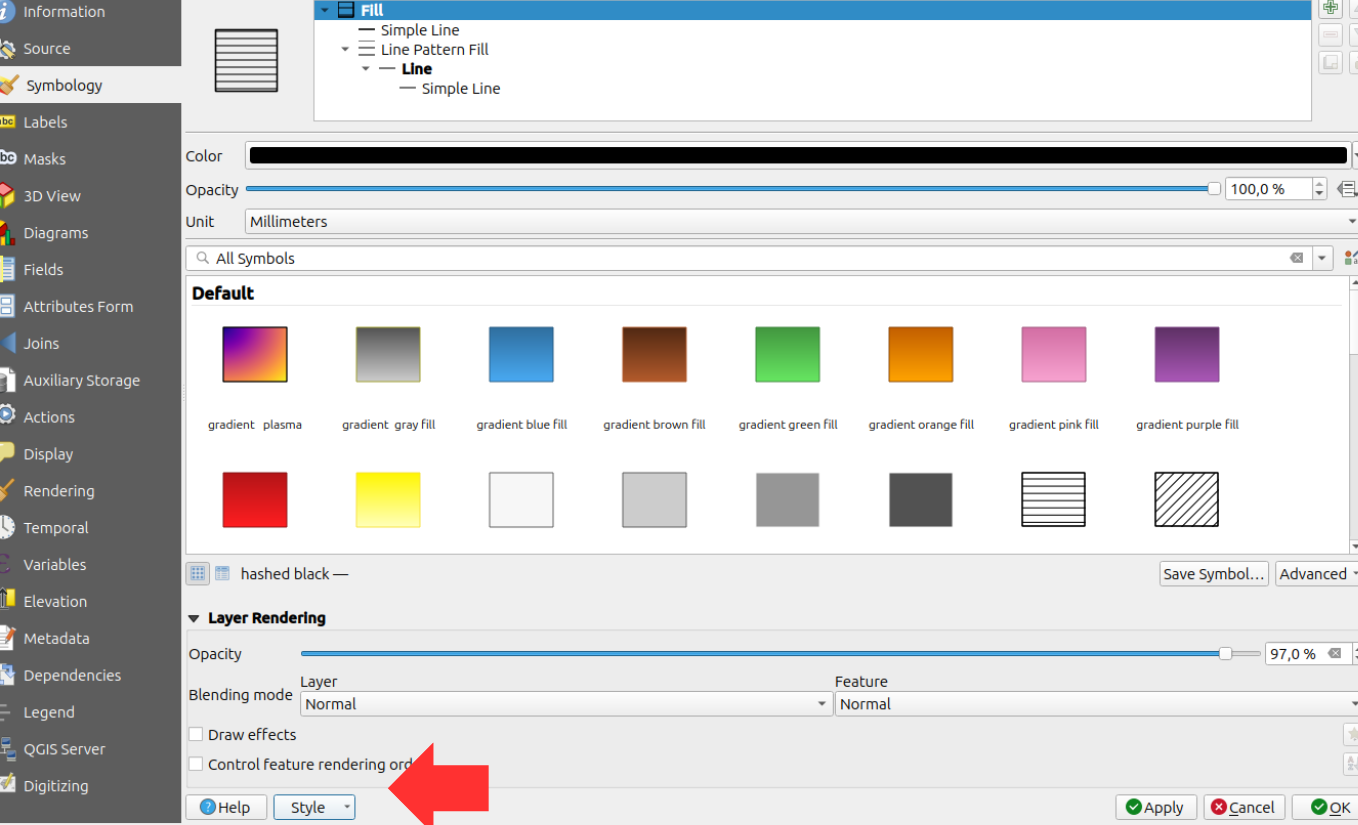 Information
Source
Symbology
Labels
Masks
3D View
Diagrams
Fields
Attributes Form
Joins
Auxiliary Storage
Actions
Display
Rendering
Temporal
Variables
Elevation
Metadata
Dependencies
Legend
QGIS Server
Digitizing
Fill
Simple Line
Line Pattern Fill
Line
Simple Line
Color
Opacity 100,0 %
Unit Millimeters
All Symbols
Default
gradient plasma gradient gray fill gradient blue fill gradient brown fill gradient green fill gradient orange fill gradient pink fill gradient purple fill
hashed black — Save Symbol... Advanced
Layer Rendering
Opacity 97,0 %
Layer Feature
Blending mode Normal Normal
Draw effects
Control feature rendering
Help Style Apply Cancel OK